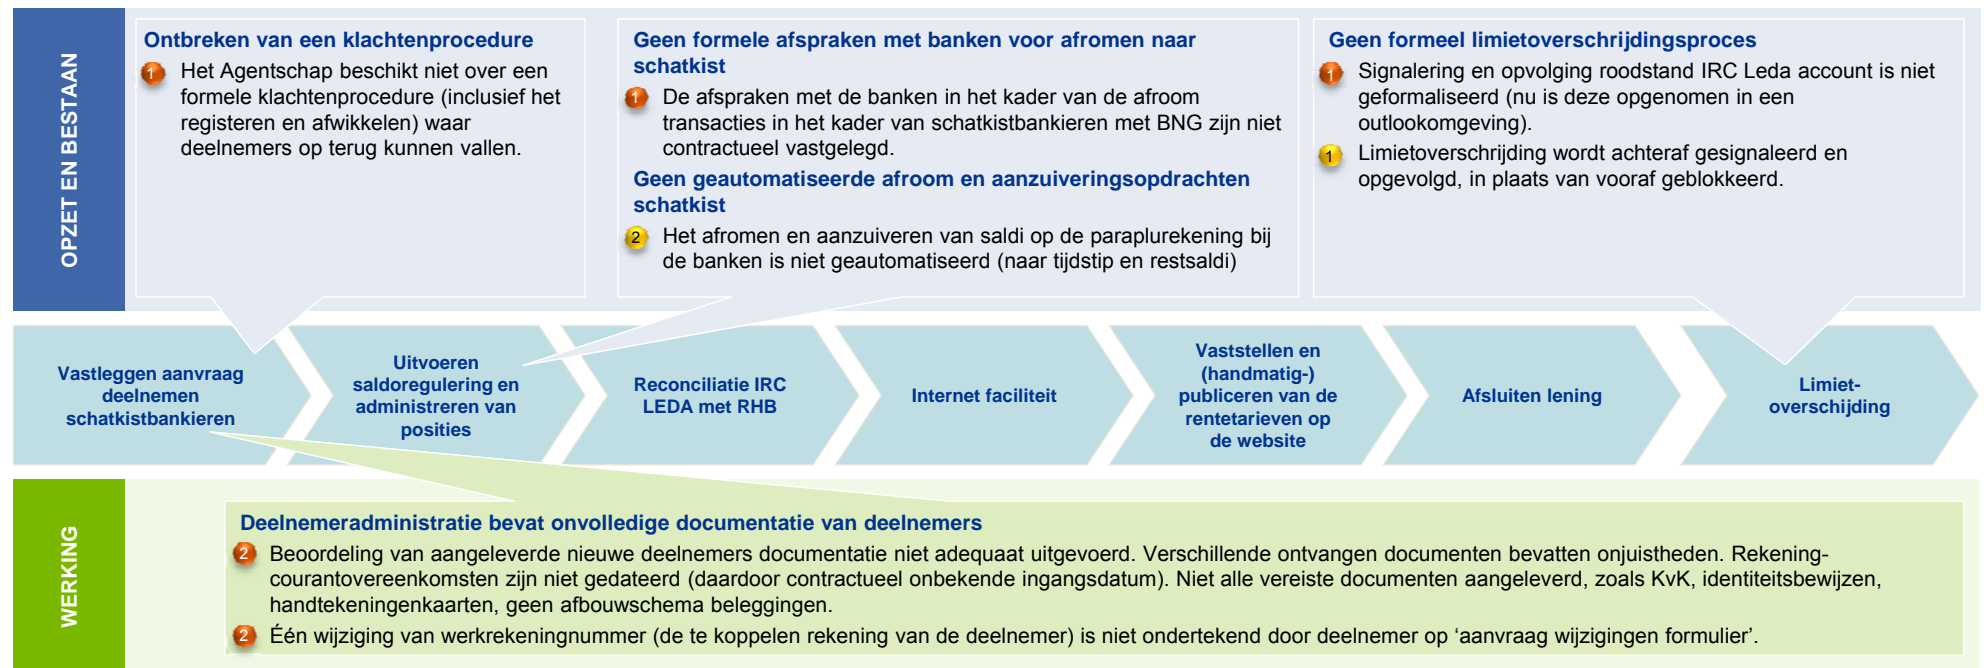 OPZET EN BESTAAN
Ontbreken van een klachtenprocedure
1 Het Agentschap beschikt niet over een
formele klachtenprocedure (inclusief het
registeren en afwikkelen) waar
deelnemers op terug kunnen vallen.
Geen formele afspraken met banken voor afromen naar
schatkist
1 De afspraken met de banken in het kader van de afroom
transacties in het kader van schatkistbankieren met BNG zijn niet
contractueel vastgelegd.
Geen geautomatiseerde afroom en aanzuiveringsopdrachten
schatkist
2 Het afromen en aanzuiveren van saldi op de paraplurekening bij
de banken is niet geautomatiseerd (naar tijdstip en restsaldi)
Geen formeel limietoverschrijdingsproces
1 Signalering en opvolging roodstand IRC Leda account is niet
geformaliseerd (nu is deze opgenomen in een
outlookomgeving).
1 Limietoverschrijding wordt achteraf gesignaleerd en
opgevolgd, in plaats van vooraf geblokkeerd.
Vastleggen aanvraag
deelnemen
schatkistbankieren
Uitvoeren
saldoregulering en
administreren van
posities
Reconciliatie IRC
LEDA met RHB
Internet faciliteit
Vaststellen en
(handmatig-)
publiceren van de
rentetarieven op
de website
Afsluiten lening
Limiet-
overschijding
WERKING
Deelnemeradministratie bevat onvolledige documentatie van deelnemers
2 Beoordeling van aangeleverde nieuwe deelnemers documentatie niet adequaat uitgevoerd. Verschillende ontvangen documenten bevatten onjuistheden. Rekening-
courantovereenkomsten zijn niet gedateerd (daardoor contractueel onbekende ingangsdatum). Niet alle vereiste documenten aangeleverd, zoals KvK, identiteitsbewijzen,
handtekeningenkaarten, geen afbouwschema beleggingen.
2 Één wijziging van werkrekeningnummer (de te koppelen rekening van de deelnemer) is niet ondertekend door deelnemer op ‘aanvraag wijzigingen formulier’.